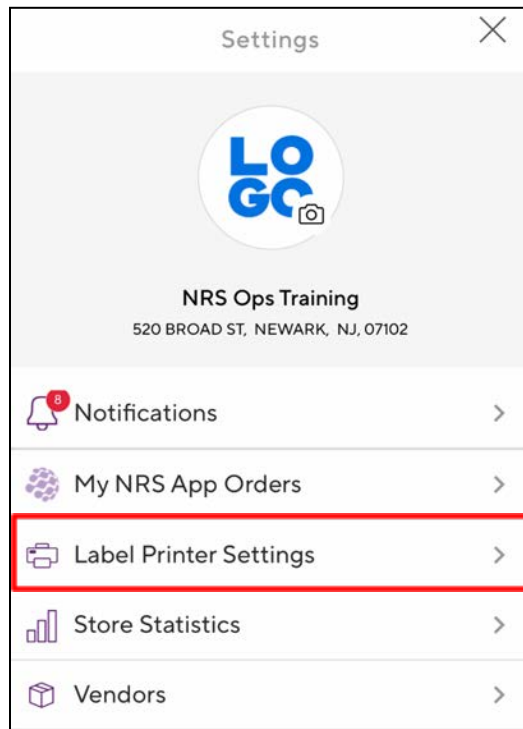 Settings
LO
GO
NRS Ops Training
520 BROAD ST, NEWARK, NJ, 07102
8
Notifications
My NRS App Orders
Label Printer Settings
Store Statistics
Vendors